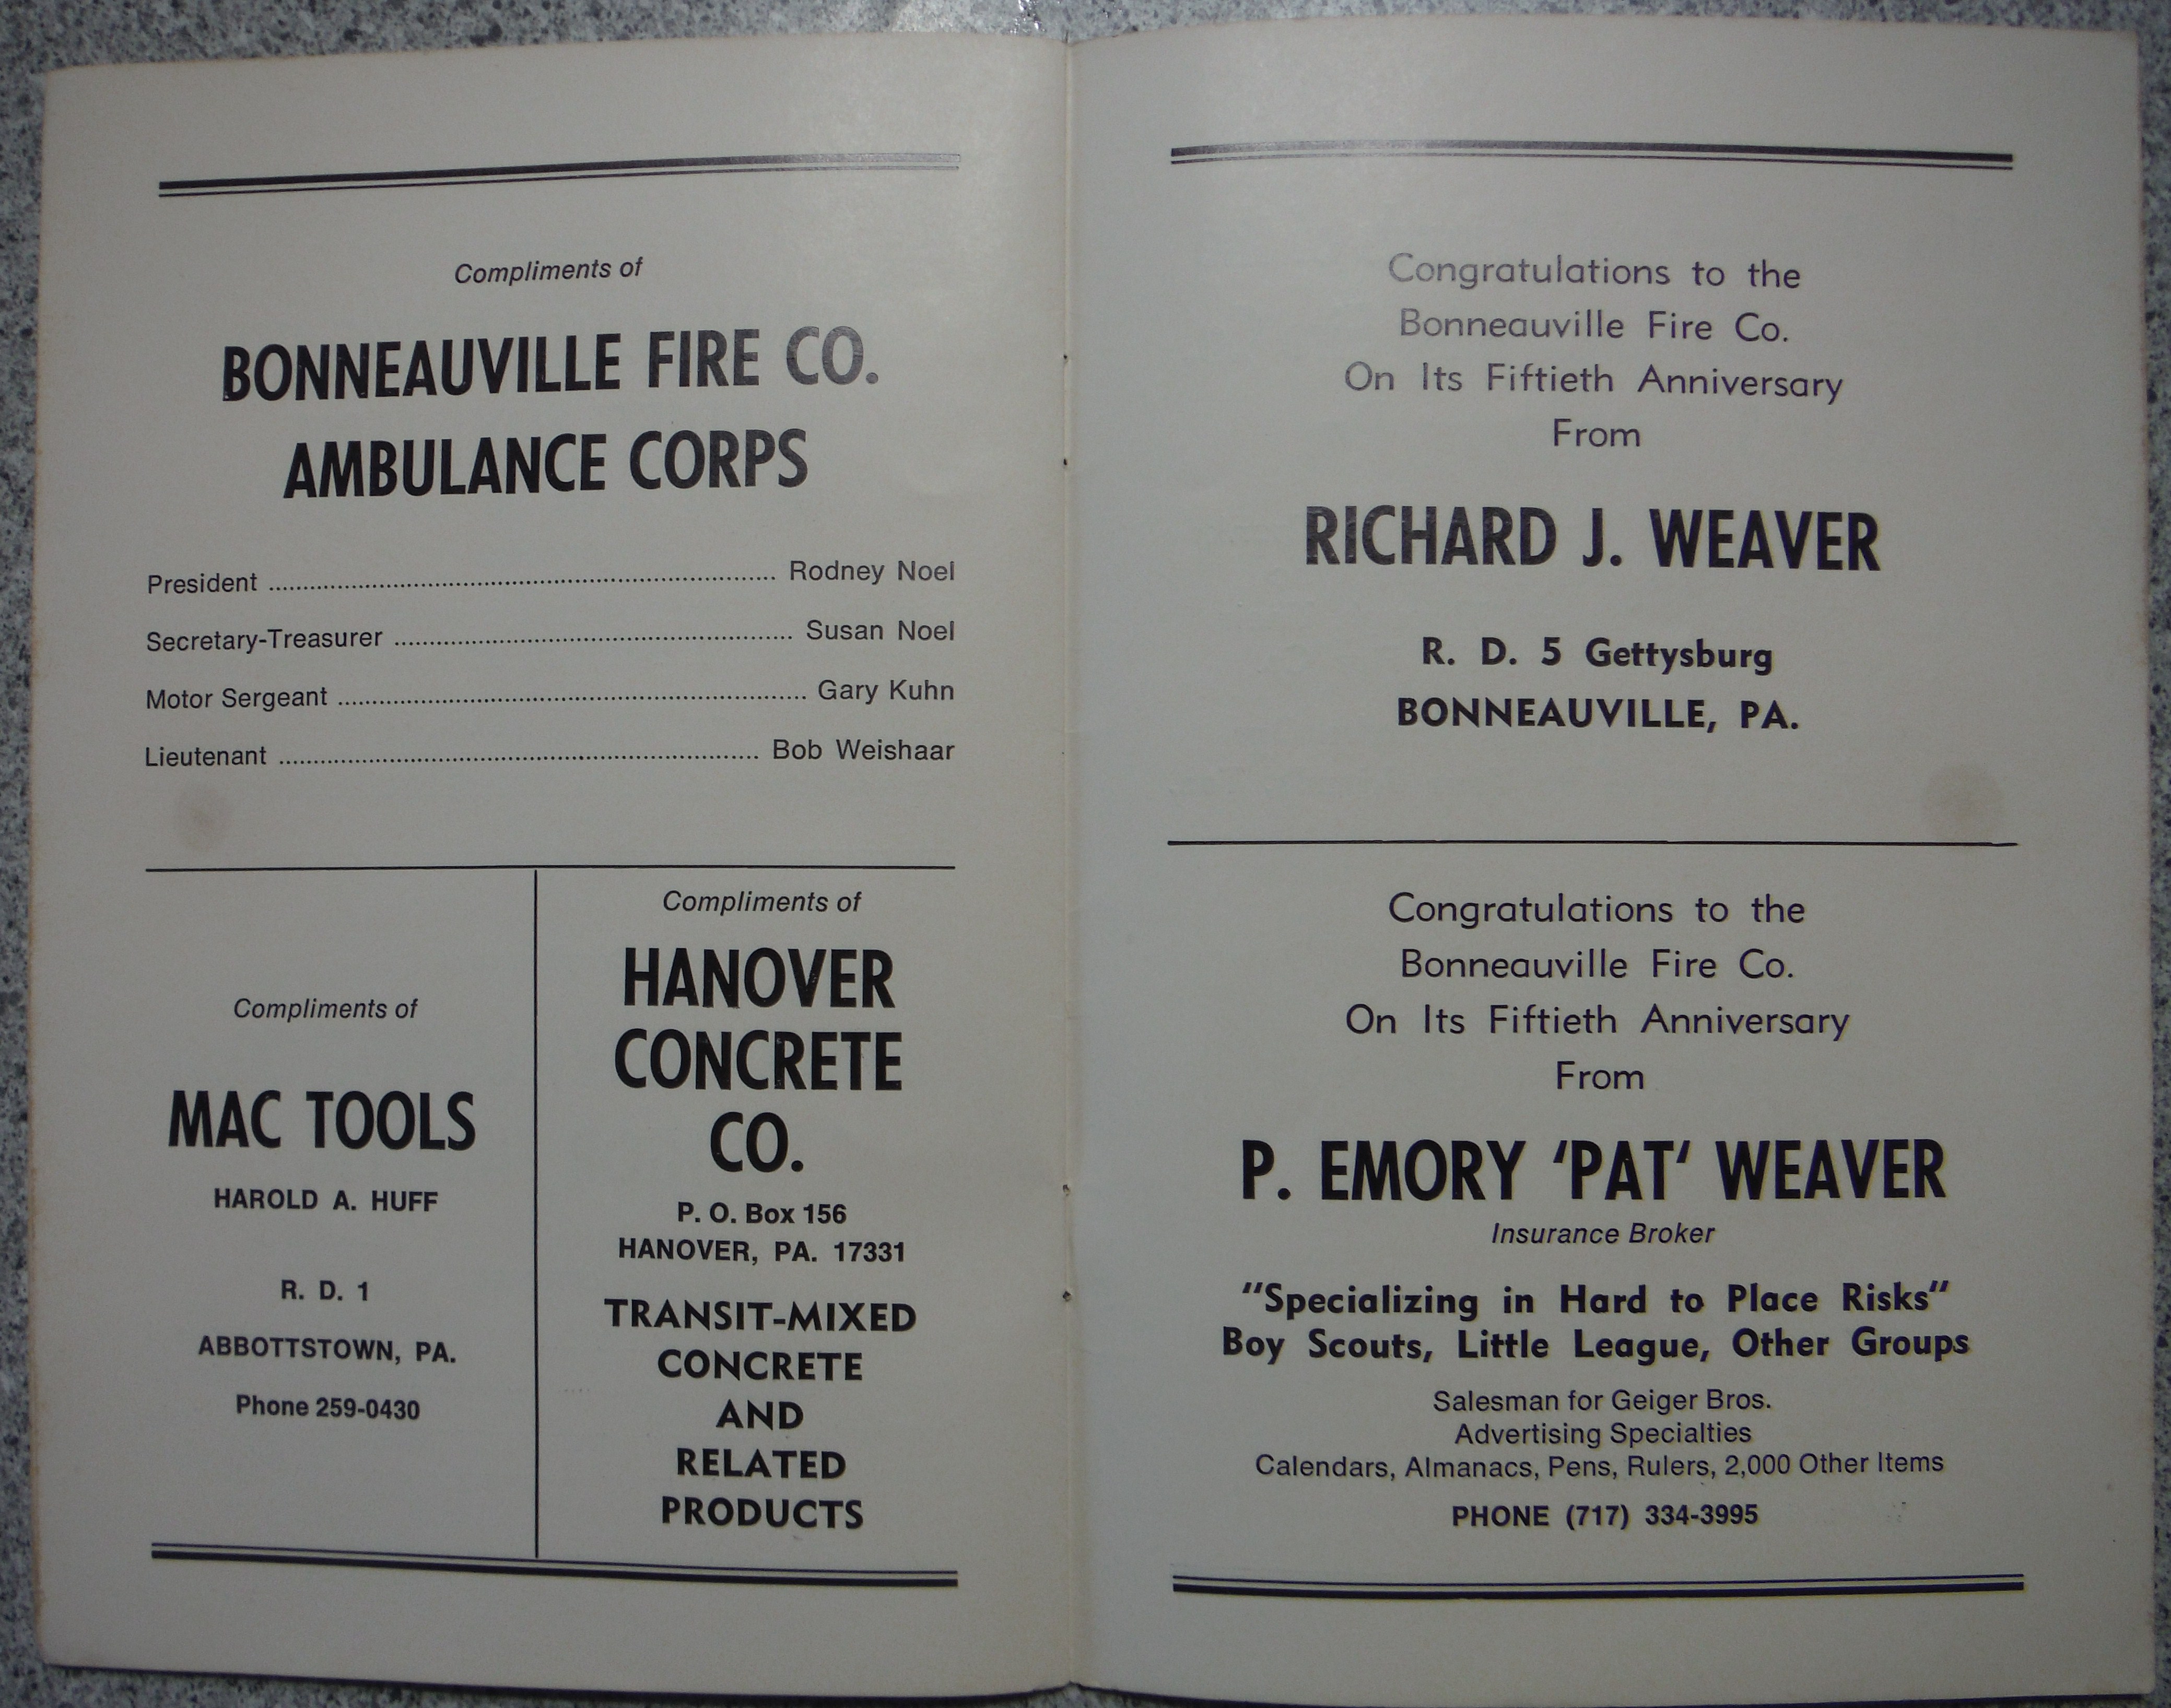 Compliments of
BONNEAUVILLE FIRE CO.
AMBULANCE CORPS
President ........................................ Rodney Noel
Secretary-Treasurer ........................................ Susan Noel
Motor Sergeant ........................................ Gary Kuhn
Lieutenant ........................................ Bob Weishaar
Compliments of
MAC TOOLS
HAROLD A. HUFF
R. D. 1
ABBOTTSTOWN, PA.
Phone 259-0430
Compliments of
HANOVER
CONCRETE
CO.
P. O. Box 156
HANOVER, PA. 17331
TRANSIT-MIXED
CONCRETE
AND
RELATED
PRODUCTS
Congratulations to the
Bonneauville Fire Co.
On Its Fiftieth Anniversary
From
RICHARD J. WEAVER
R. D. 5 Gettysburg
BONNEAUVILLE, PA.
Congratulations to the
Bonneauville Fire Co.
On Its Fiftieth Anniversary
From
P. EMORY 'PAT' WEAVER
Insurance Broker
"Specializing in Hard to Place Risks"
Boy Scouts, Little League, Other Groups
Salesman for Geiger Bros.
Advertising Specialties
Calendars, Almanacs, Pens, Rulers, 2,000 Other Items
PHONE (717) 334-3995